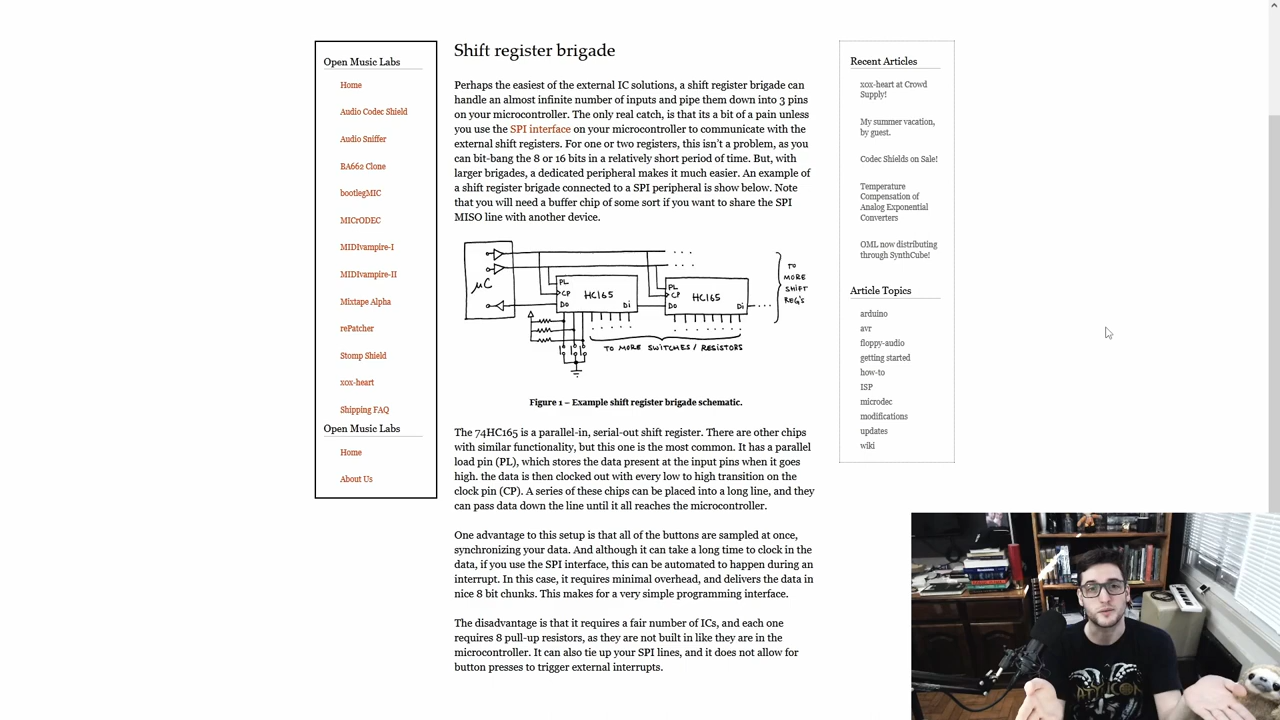 Open Music Labs
Home
Audio Codec Shield
Audio Sniffer
BA662 Clone
bootlegMIC
MICrODEC
MIDIvampire-I
MIDIvampire-II
Mixtape Alpha
rePatcher
Stomp Shield
xox-heart
Shipping FAQ
Open Music Labs
Home
About Us
Shift register brigade
Perhaps the easiest of the external IC solutions, a shift register brigade can
handle an almost infinite number of inputs and pipe them down into 3 pins
on your microcontroller. The only real catch, is that its a bit of a pain unless
you use the SPI interface on your microcontroller to communicate with the
external shift registers. For one or two registers, this isn't a problem, as you
can bit-bang the 8 or 16 bits in a relatively short period of time. But, with
larger brigades, a dedicated peripheral makes it much easier. An example of
a shift register brigade connected to a SPI peripheral is show below. Note
that you will need a buffer chip of some sort if you want to share the SPI
MISO line with another device.
μC
PL
CP
DO
HC165
Di
PL
CP
DO
HC165
Di
TO
MORE
SHIFT
REG'S
TO MORE SWITCHES / RESISTORS
Figure 1 – Example shift register brigade schematic.
The 74HC165 is a parallel-in, serial-out shift register. There are other chips
with similar functionality, but this one is the most common. It has a parallel
load pin (PL), which stores the data present at the input pins when it goes
high. the data is then clocked out with every low to high transition on the
clock pin (CP). A series of these chips can be placed into a long line, and they
can pass data down the line until it all reaches the microcontroller.
One advantage to this setup is that all of the buttons are sampled at once,
synchronizing your data. And although it can take a long time to clock in the
data, if you use the SPI interface, this can be automated to happen during an
interrupt. In this case, it requires minimal overhead, and delivers the data in
nice 8 bit chunks. This makes for a very simple programming interface.
The disadvantage is that it requires a fair number of ICs, and each one
requires 8 pull-up resistors, as they are not built in like they are in the
microcontroller. It can also tie up your SPI lines, and it does not allow for
button presses to trigger external interrupts.
Recent Articles
xox-heart at Crowd
Supply!
My summer vacation,
by guest.
Codec Shields on Sale!
Temperature
Compensation of
Analog Exponential
Converters
OML now distributing
through SynthCube!
Article Topics
arduino
avr
floppy-audio
getting started
how-to
ISP
microdec
modifications
updates
wiki